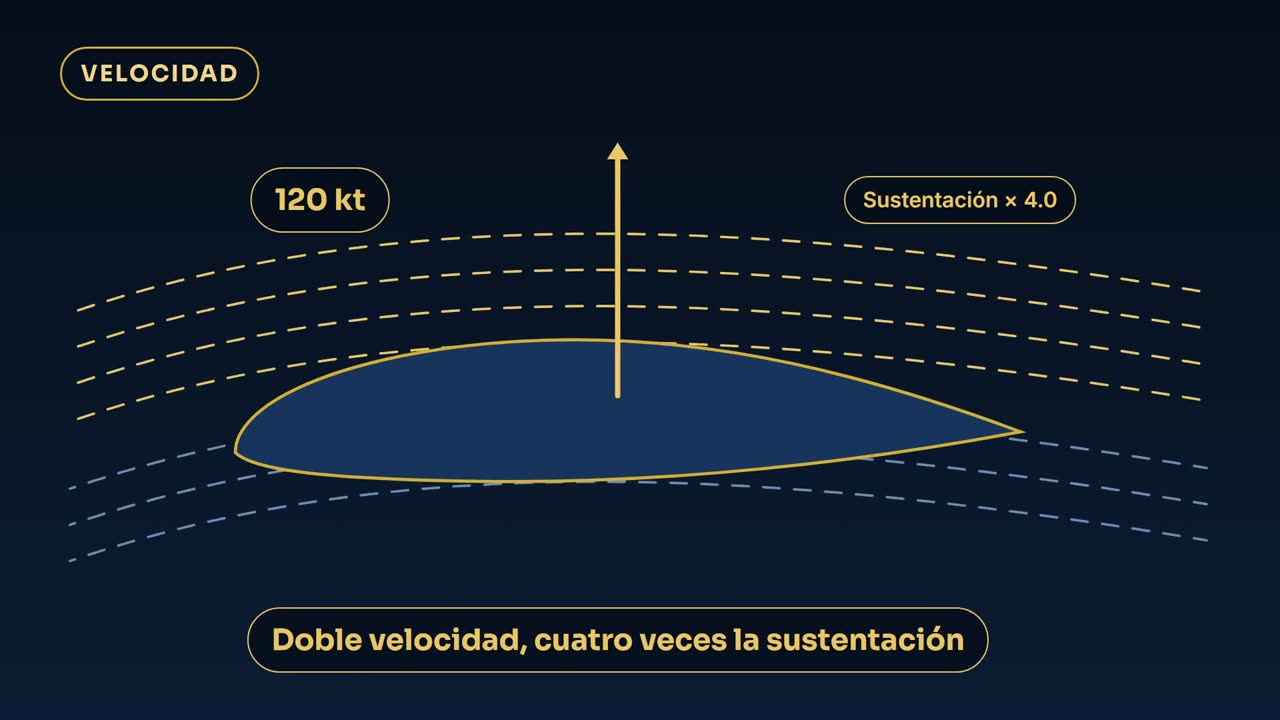 VELOCIDAD
120 kt
Sustentación × 4.0
Doble velocidad, cuatro veces la sustentación